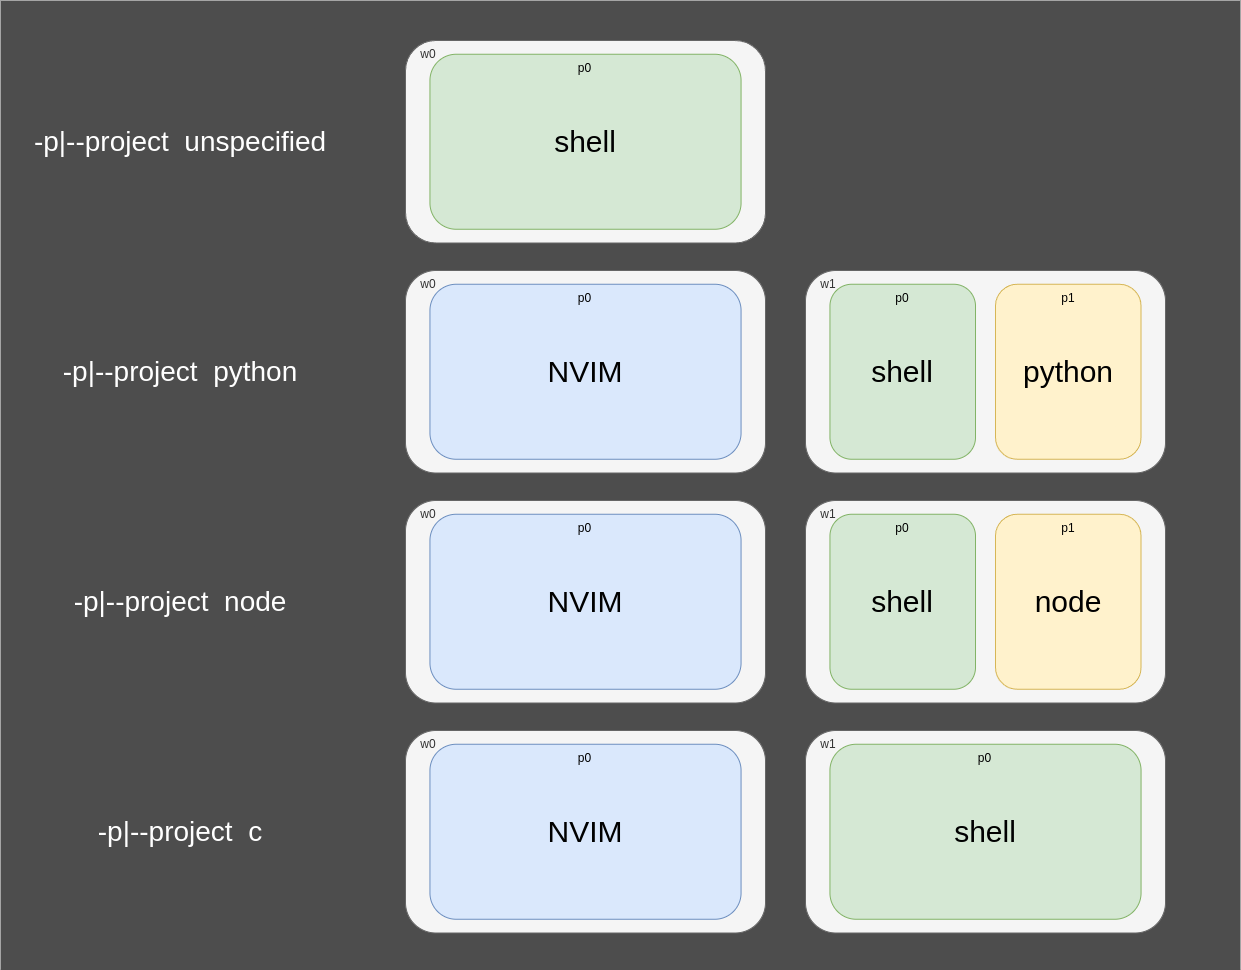 w0
p0
-p|--project unspecified
shell
w0
p0
w1
p0
p1
-p|--project python
NVIM
shell
python
w0
p0
w1
p0
p1
-p|--project node
NVIM
shell
node
w0
p0
w1
p0
-p|--project c
NVIM
shell